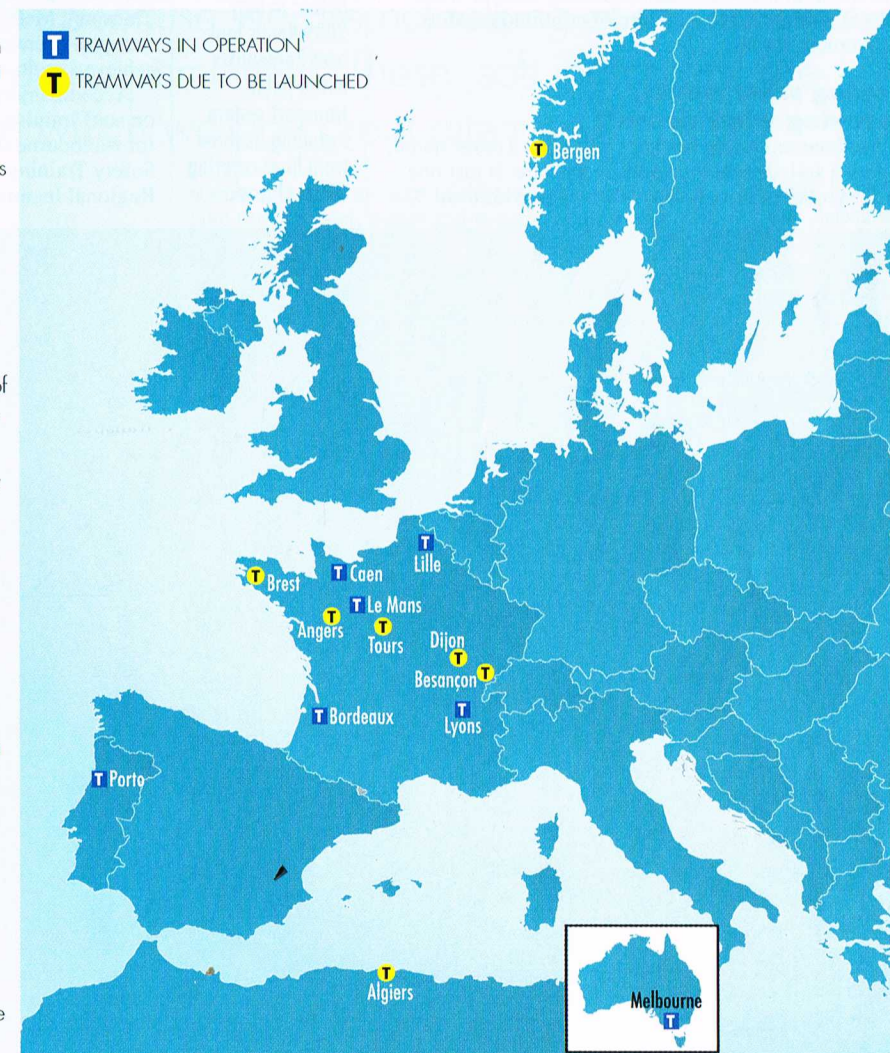 T TRAMWAYS IN OPERATION
T TRAMWAYS DUE TO BE LAUNCHED
T Bergen
T
Lille
T Caen
T Brest
T Le Mans
T
Angers
T
Tours
Dijon
T
Besançon T
T Bordeaux
T
Lyons
T Porto
T
Algiers
Melbourne
T
s
of
e